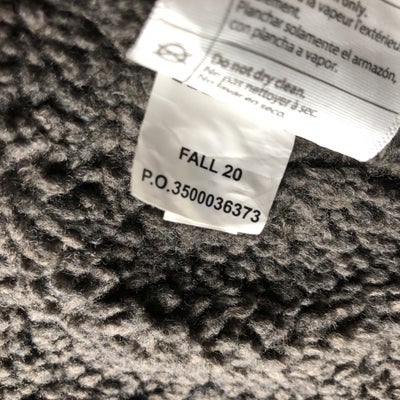 only.
à la vapeur l'extérieur
Planchar solamente el armazón,
con plancha a vapor.
Do not dry clean.
Ne pas nettoyer à sec.
No lavar en seco.
FALL 20
P.O.3500036373